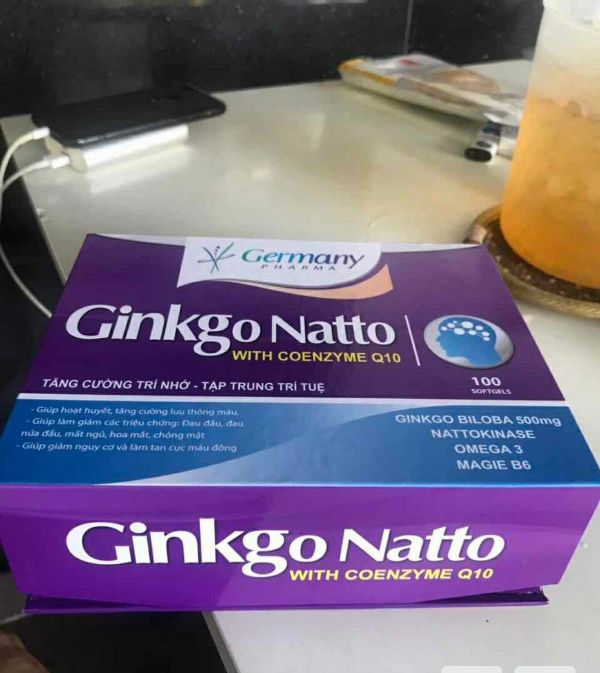 Germany
PHARMA
Ginkgo Natto
WITH COENZYME Q10
TĂNG CƯỜNG TRÍ NHỚ - TẬP TRUNG TRÍ TUỆ
100
SOFTGELS
- Giúp hoạt huyết, tăng cường lưu thông máu,
- Giúp làm giảm các triệu chứng: Đau đầu, đau
nửa đầu, mất ngủ, hoa mắt, chóng mặt
- Giúp giảm nguy cơ và làm tan cục máu đông
GINKGO BILOBA 500mg
NATTOKINASE
OMEGA 3
MAGIE B6
Ginkgo Natto
WITH COENZYME Q10